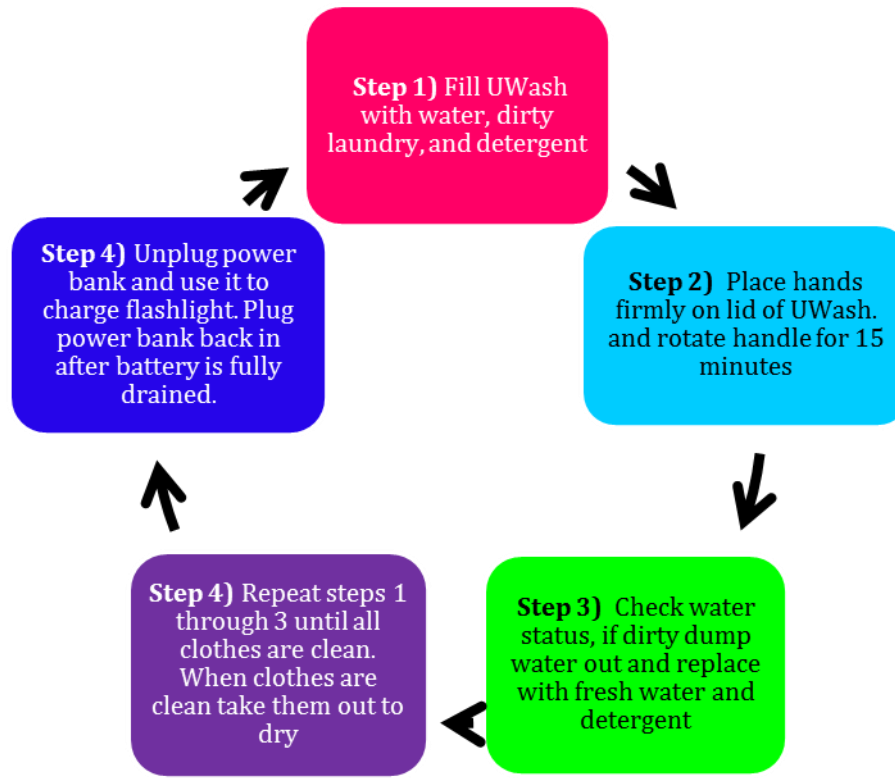 Step 1) Fill UWash
with water, dirty
laundry, and detergent
Step 2) Place hands
firmly on lid of UWash.
and rotate handle for 15
minutes
Step 3) Check water
status, if dirty dump
water out and replace
with fresh water and
detergent
Step 4) Repeat steps 1
through 3 until all
clothes are clean.
When clothes are
clean take them out to
dry
Step 4) Unplug power
bank and use it to
charge flashlight. Plug
power bank back in
after battery is fully
drained.